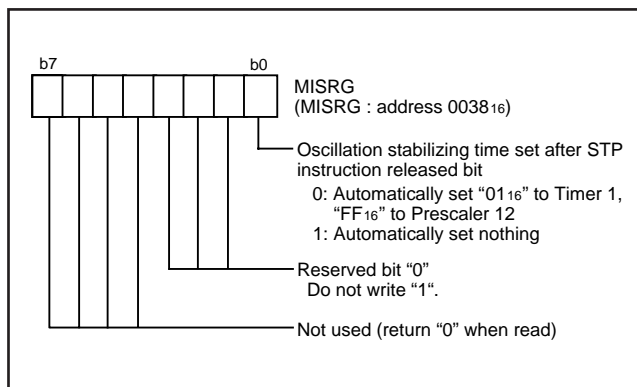 b7 b0
MISRG
(MISRG : address 003816)
Oscillation stabilizing time set after STP
instruction released bit
0: Automatically set “0116” to Timer 1,
“FF16” to Prescaler 12
1: Automatically set nothing
Reserved bit “0”
Do not write “1“.
Not used (return “0” when read)